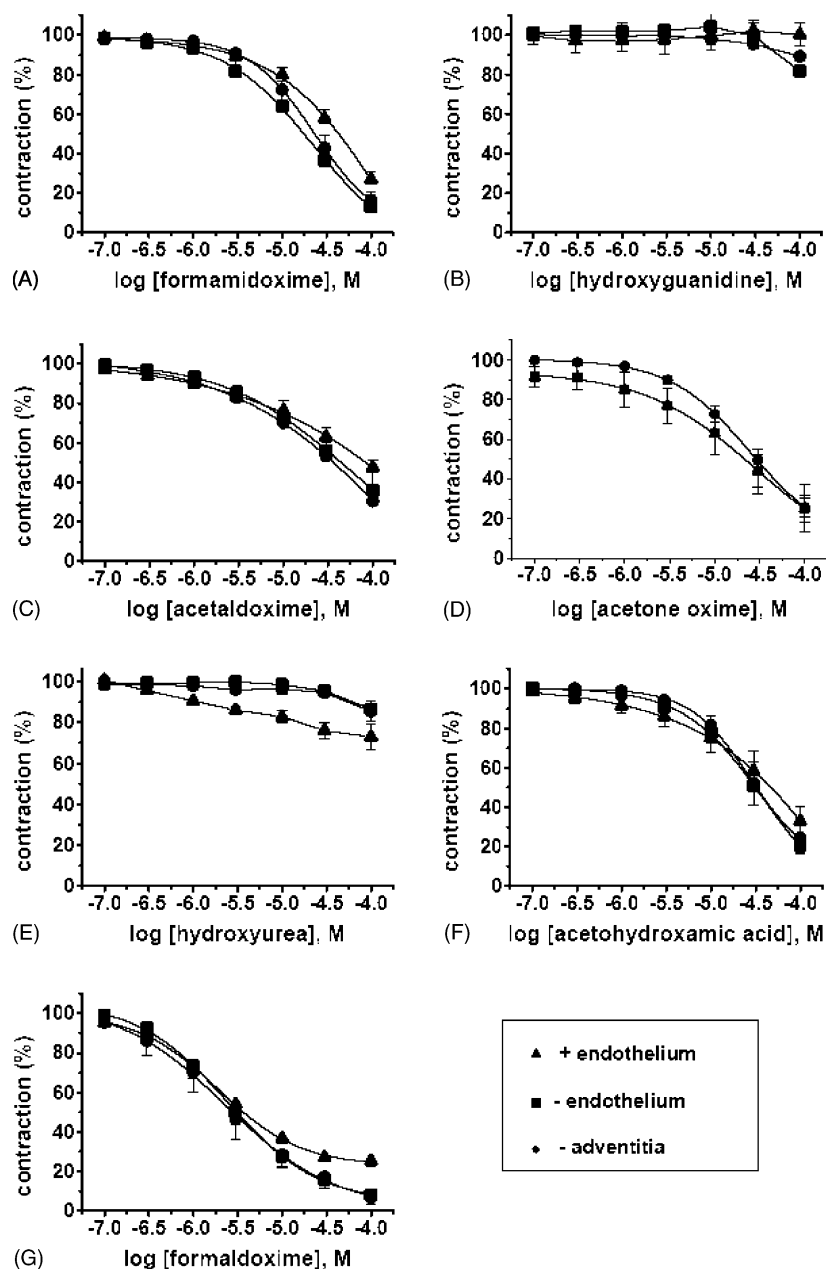 contraction (%)
100
80
60
40
20
0
-7.0 -6.5 -6.0 -5.5 -5.0 -4.5 -4.0
(A) log [formamidoxime], M
contraction (%)
100
80
60
40
20
0
-7.0 -6.5 -6.0 -5.5 -5.0 -4.5 -4.0
(B) log [hydroxyguanidine], M
contraction (%)
100
80
60
40
20
0
-7.0 -6.5 -6.0 -5.5 -5.0 -4.5 -4.0
(C) log [acetaldoxime], M
contraction (%)
100
80
60
40
20
0
-7.0 -6.5 -6.0 -5.5 -5.0 -4.5 -4.0
(D) log [acetone oxime], M
contraction (%)
100
80
60
40
20
0
-7.0 -6.5 -6.0 -5.5 -5.0 -4.5 -4.0
(E) log [hydroxyurea], M
contraction (%)
100
80
60
40
20
0
-7.0 -6.5 -6.0 -5.5 -5.0 -4.5 -4.0
(F) log [acetohydroxamic acid], M
contraction (%)
100
80
60
40
20
0
-7.0 -6.5 -6.0 -5.5 -5.0 -4.5 -4.0
(G) log [formaldoxime], M
+ endothelium
- endothelium
- adventitia